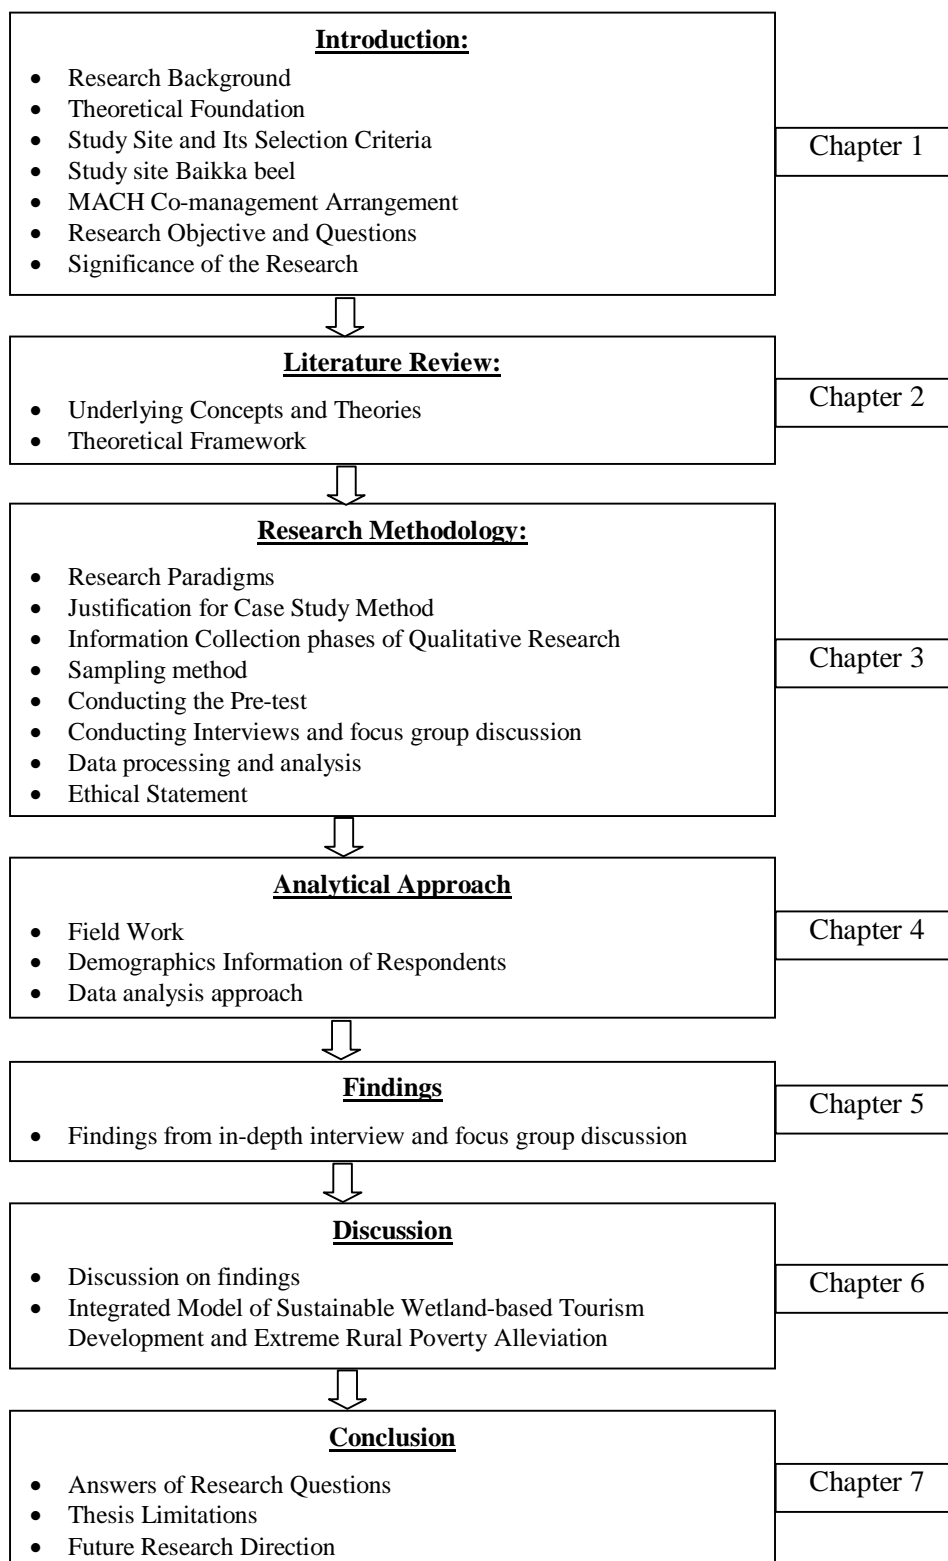 Introduction:
• Research Background
• Theoretical Foundation
• Study Site and Its Selection Criteria
• Study site Baikka beel
• MACH Co-management Arrangement
• Research Objective and Questions
• Significance of the Research
Chapter 1
Literature Review:
• Underlying Concepts and Theories
• Theoretical Framework
Chapter 2
Research Methodology:
• Research Paradigms
• Justification for Case Study Method
• Information Collection phases of Qualitative Research
• Sampling method
• Conducting the Pre-test
• Conducting Interviews and focus group discussion
• Data processing and analysis
• Ethical Statement
Chapter 3
Analytical Approach
• Field Work
• Demographics Information of Respondents
• Data analysis approach
Chapter 4
Findings
• Findings from in-depth interview and focus group discussion
Chapter 5
Discussion
• Discussion on findings
• Integrated Model of Sustainable Wetland-based Tourism
Development and Extreme Rural Poverty Alleviation
Chapter 6
Conclusion
• Answers of Research Questions
• Thesis Limitations
• Future Research Direction
Chapter 7